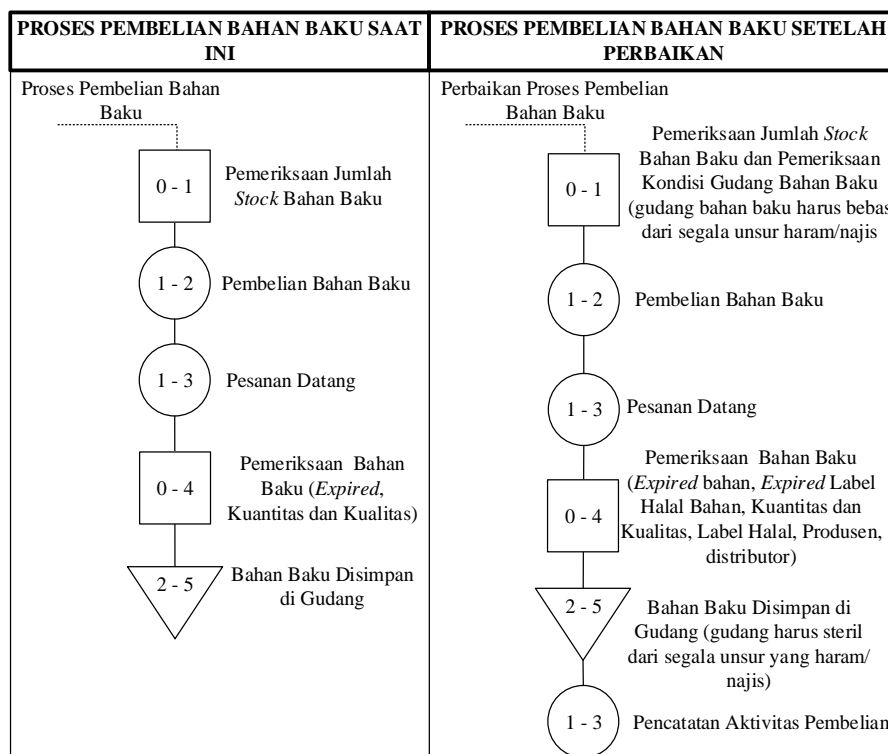 PROSES PEMBELIAN BAHAN BAKU SAAT
INI
Proses Pembelian Bahan
Baku
0 - 1
Pemeriksaan Jumlah
Stock Bahan Baku
1 - 2
Pembelian Bahan Baku
1 - 3
Pesanan Datang
0 - 4
Pemeriksaan Bahan
Baku (Expired,
Kuantitas dan Kualitas)
2 - 5
Bahan Baku Disimpan
di Gudang
PROSES PEMBELIAN BAHAN BAKU SETELAH
PERBAIKAN
Perbaikan Proses Pembelian
Bahan Baku
0 - 1
Pemeriksaan Jumlah Stock
Bahan Baku dan Pemeriksaan
Kondisi Gudang Bahan Baku
(gudang bahan baku harus bebas
dari segala unsur haram/najis
1 - 2
Pembelian Bahan Baku
1 - 3
Pesanan Datang
0 - 4
Pemeriksaan Bahan Baku
(Expired bahan, Expired Label
Halal Bahan, Kuantitas dan
Kualitas, Label Halal, Produsen,
distributor)
2 - 5
Bahan Baku Disimpan di
Gudang (gudang harus steril
dari segala unsur yang haram/
najis)
1 - 3
Pencatatan Aktivitas Pembelian